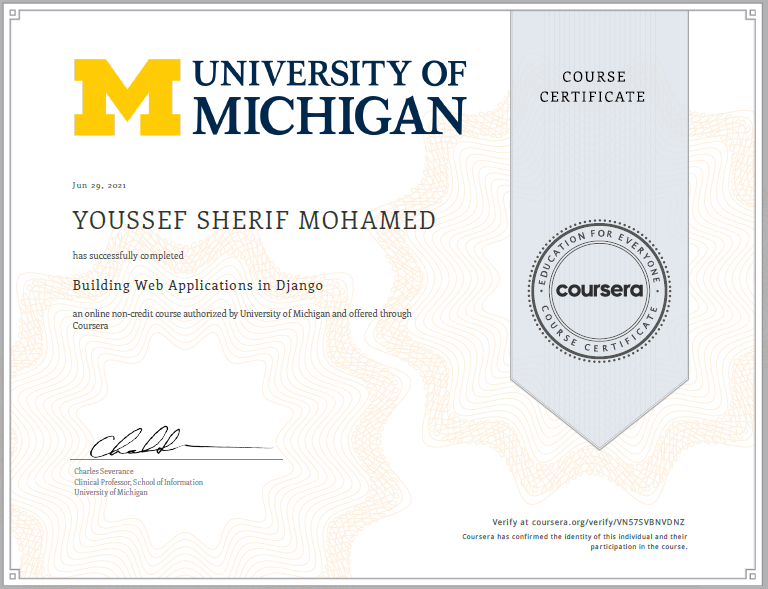 UNIVERSITY OF
MICHIGAN
COURSE
CERTIFICATE
Jun 29, 2021
YOUSSEF SHERIF MOHAMED
has successfully completed
Building Web Applications in Django
an online non-credit course authorized by University of Michigan and offered through
Coursera
EDUCATION FOR EVERYONE
coursera
COURSE CERTIFICATE
Charles Severance
Clinical Professor, School of Information
University of Michigan
Verify at coursera.org/verify/VN57SVBNVDNZ
Coursera has confirmed the identity of this individual and their
participation in the course.